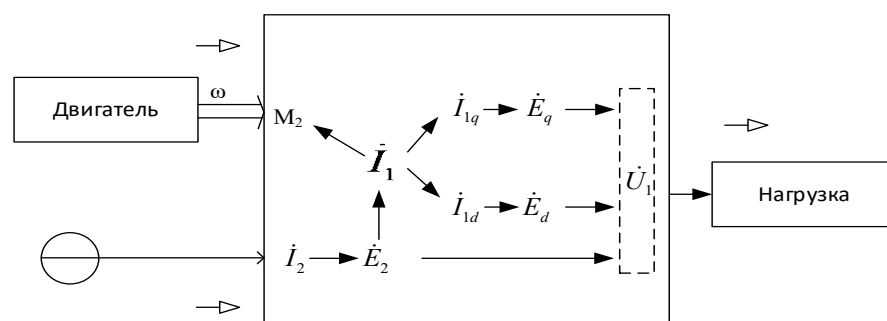 Двигатель
ω
M₂
İ₁
İ₁q
Ė_q
İ₁d
Ė_d
U̇₁
İ₂
Ė₂
Нагрузка